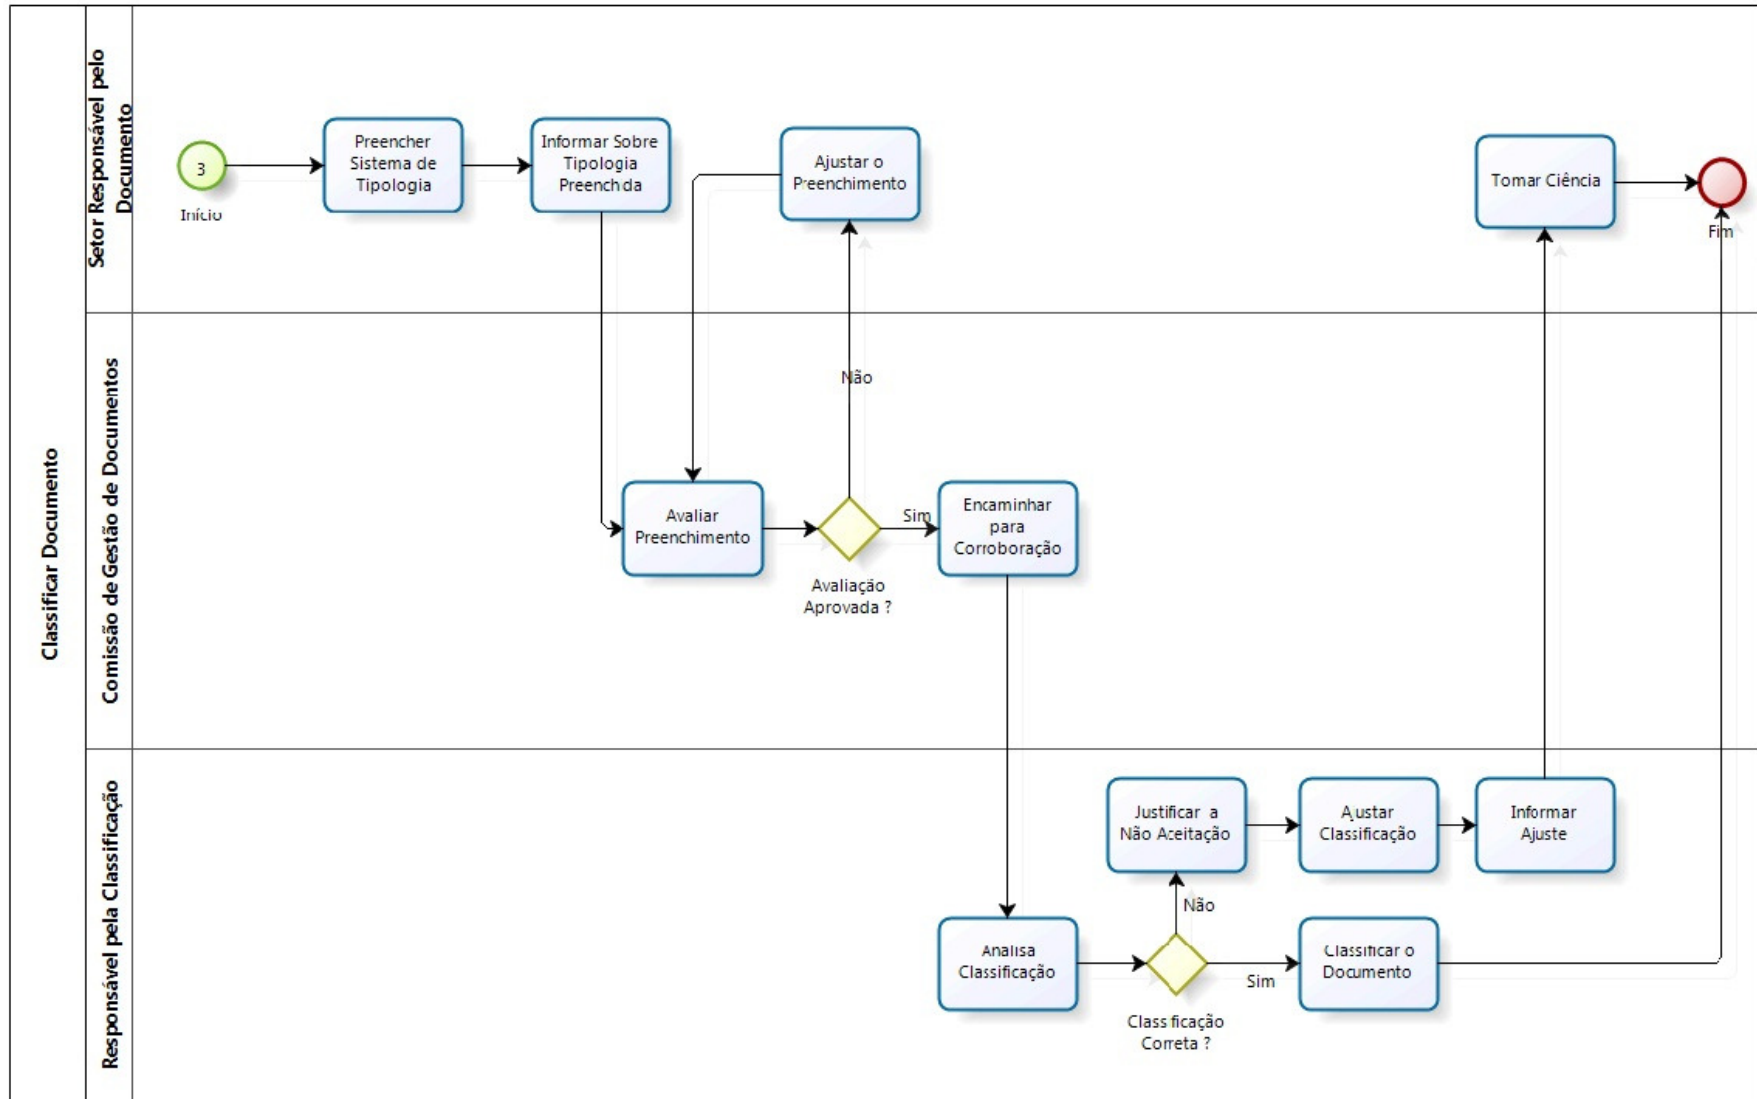 Classificar Documento
Setor Responsável pelo
Documento
3
Início
Preencher
Sistema de
Tipologia
Informar Sobre
Tipologia
Preenchida
Ajustar o
Preenchimento
Tomar Ciência
Fim
Comissão de Gestão de Documentos
Não
Avaliar
Preenchimento
Avaliação
Aprovada ?
Sim
Encaminhar
para
Corroboração
Responsável pela Classificação
Justificar a
Não Aceitação
Ajustar
Classificação
Informar
Ajuste
Não
Analisa
Classificação
Classificação
Correta ?
Sim
Classificar o
Documento